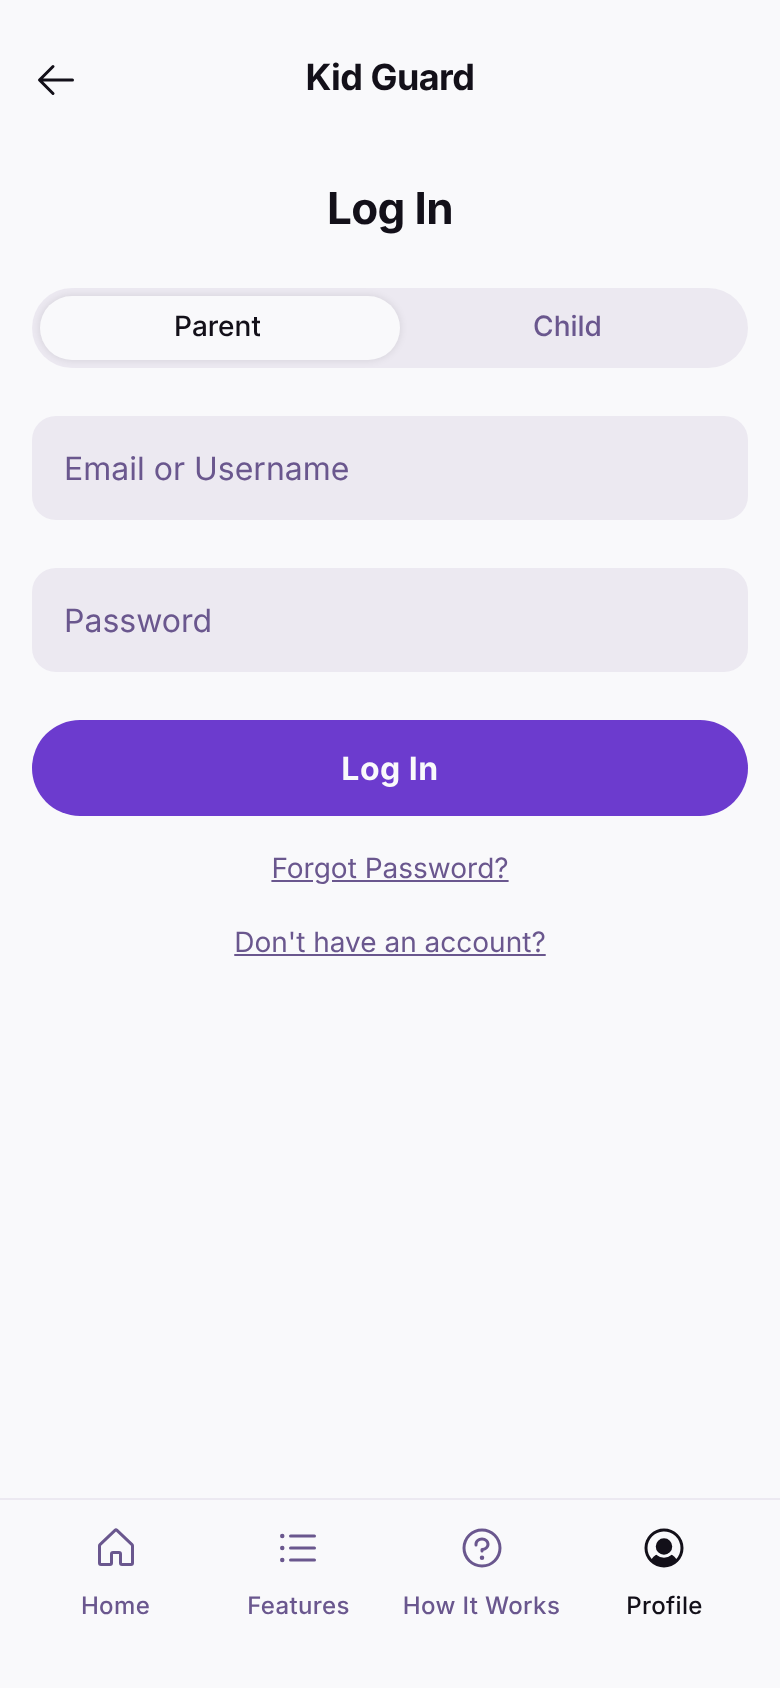 Kid Guard
Log In
Parent Child
Email or Username
Password
Log In
Forgot Password?
Don't have an account?
Home Features How It Works Profile